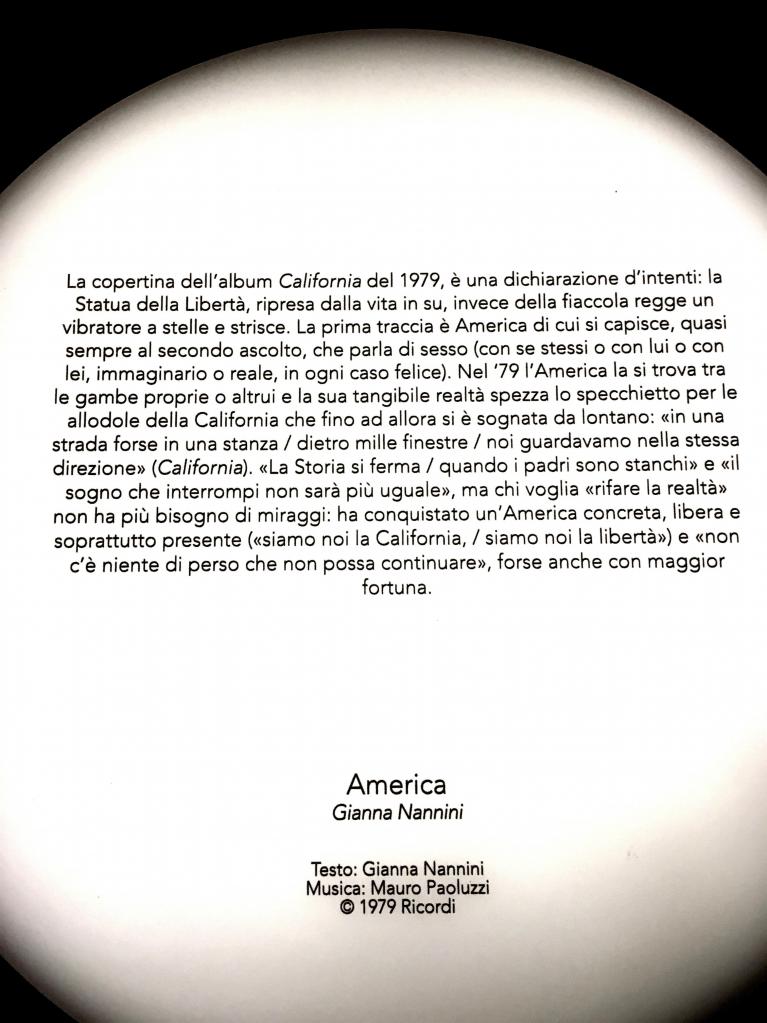 La copertina dell'album California del 1979, è una dichiarazione d'intenti: la
Statua della Libertà, ripresa dalla vita in su, invece della fiaccola regge un
vibratore a stelle e strisce. La prima traccia è America di cui si capisce, quasi
sempre al secondo ascolto, che parla di sesso (con se stessi o con lui o con
lei, immaginario o reale, in ogni caso felice). Nel '79 l'America la si trova tra
le gambe proprie o altrui e la sua tangibile realtà spezza lo specchietto per le
allodole della California che fino ad allora si è sognata da lontano: «in una
strada forse in una stanza / dietro mille finestre / noi guardavamo nella stessa
direzione» (California). «La Storia si ferma / quando i padri sono stanchi» e «il
sogno che interrompi non sarà più uguale», ma chi voglia «rifare la realtà»
non ha più bisogno di miraggi: ha conquistato un'America concreta, libera e
soprattutto presente («siamo noi la California, / siamo noi la libertà») e «non
c'è niente di perso che non possa continuare», forse anche con maggior
fortuna.
America
Gianna Nannini
Testo: Gianna Nannini
Musica: Mauro Paoluzzi
© 1979 Ricordi